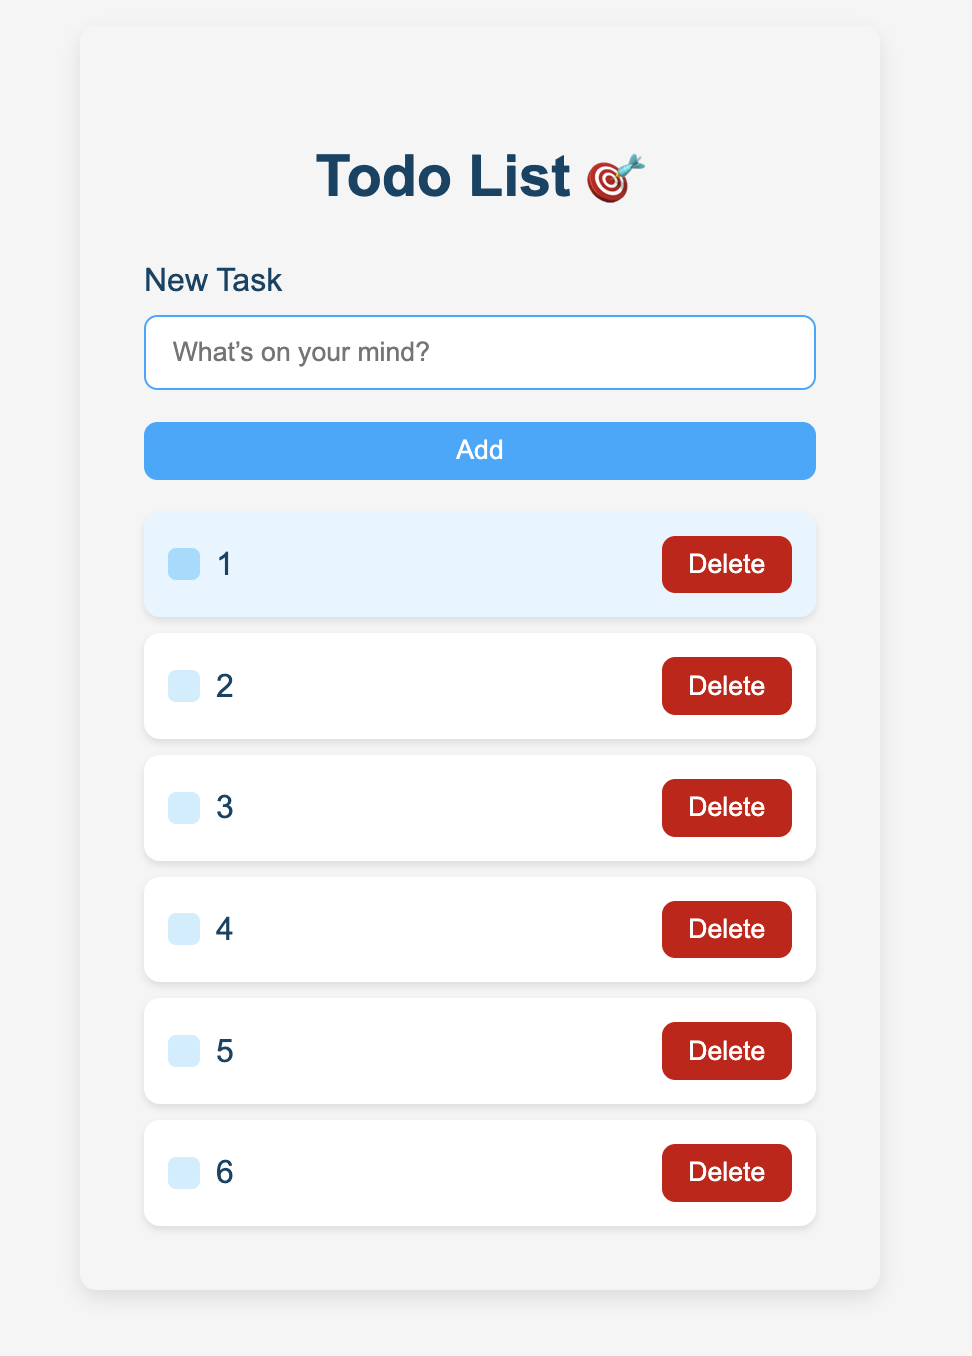 Todo List 🎯
New Task
What’s on your mind?
Add
1 Delete
2 Delete
3 Delete
4 Delete
5 Delete
6 Delete